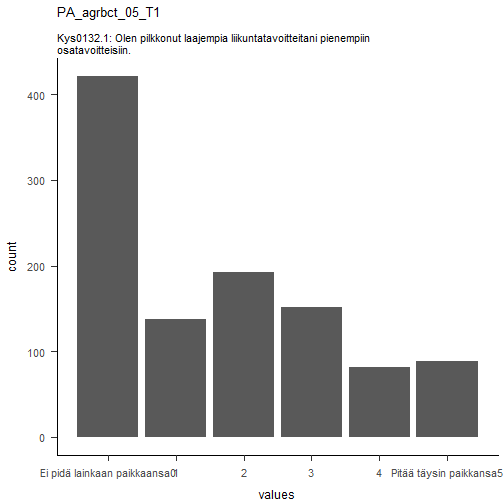 PA_agrbct_05_T1
Kys0132.1: Olen pilkkonut laajempia liikuntatavoitteitani pienempiin
osatavoitteisiin.
count
400
300
200
100
0
Ei pidä lainkaan paikkaansa0 1 2 3 4 Pitää täysin paikkansa5
values